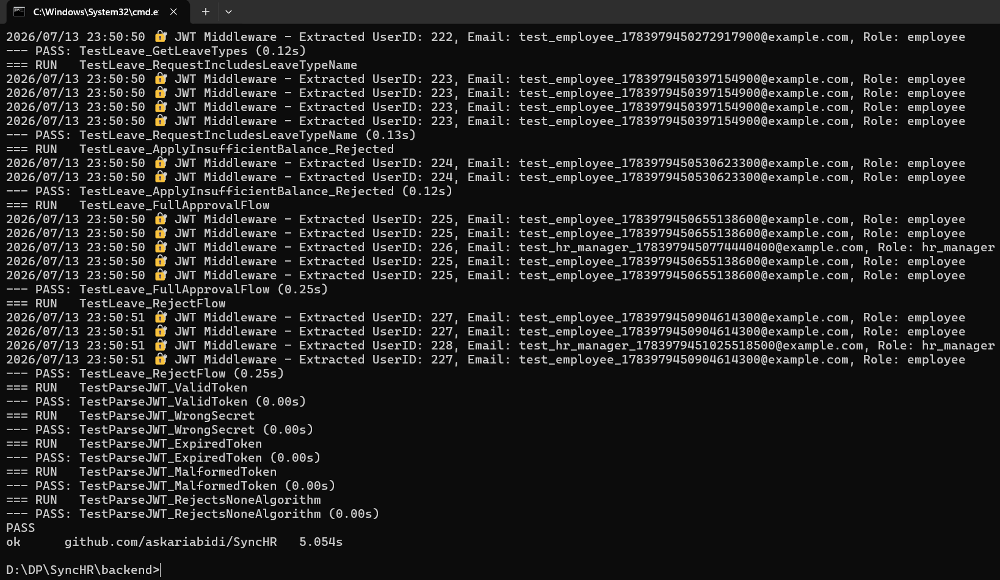 C:\Windows\System32\cmd.e
2026/07/13 23:50:50 🔐 JWT Middleware - Extracted UserID: 222, Email: test_employee_1783979450272917900@example.com, Role: employee
--- PASS: TestLeave_GetLeaveTypes (0.12s)
=== RUN   TestLeave_RequestIncludesLeaveTypeName
2026/07/13 23:50:50 🔐 JWT Middleware - Extracted UserID: 223, Email: test_employee_1783979450397154900@example.com, Role: employee
2026/07/13 23:50:50 🔐 JWT Middleware - Extracted UserID: 223, Email: test_employee_1783979450397154900@example.com, Role: employee
2026/07/13 23:50:50 🔐 JWT Middleware - Extracted UserID: 223, Email: test_employee_1783979450397154900@example.com, Role: employee
2026/07/13 23:50:50 🔐 JWT Middleware - Extracted UserID: 223, Email: test_employee_1783979450397154900@example.com, Role: employee
--- PASS: TestLeave_RequestIncludesLeaveTypeName (0.13s)
=== RUN   TestLeave_ApplyInsufficientBalance_Rejected
2026/07/13 23:50:50 🔐 JWT Middleware - Extracted UserID: 224, Email: test_employee_1783979450530623300@example.com, Role: employee
2026/07/13 23:50:50 🔐 JWT Middleware - Extracted UserID: 224, Email: test_employee_1783979450530623300@example.com, Role: employee
--- PASS: TestLeave_ApplyInsufficientBalance_Rejected (0.12s)
=== RUN   TestLeave_FullApprovalFlow
2026/07/13 23:50:50 🔐 JWT Middleware - Extracted UserID: 225, Email: test_employee_1783979450655138600@example.com, Role: employee
2026/07/13 23:50:50 🔐 JWT Middleware - Extracted UserID: 225, Email: test_employee_1783979450655138600@example.com, Role: employee
2026/07/13 23:50:50 🔐 JWT Middleware - Extracted UserID: 226, Email: test_hr_manager_1783979450774440400@example.com, Role: hr_manager
2026/07/13 23:50:50 🔐 JWT Middleware - Extracted UserID: 225, Email: test_employee_1783979450655138600@example.com, Role: employee
2026/07/13 23:50:50 🔐 JWT Middleware - Extracted UserID: 225, Email: test_employee_1783979450655138600@example.com, Role: employee
--- PASS: TestLeave_FullApprovalFlow (0.25s)
=== RUN   TestLeave_RejectFlow
2026/07/13 23:50:51 🔐 JWT Middleware - Extracted UserID: 227, Email: test_employee_1783979450904614300@example.com, Role: employee
2026/07/13 23:50:51 🔐 JWT Middleware - Extracted UserID: 227, Email: test_employee_1783979450904614300@example.com, Role: employee
2026/07/13 23:50:51 🔐 JWT Middleware - Extracted UserID: 228, Email: test_hr_manager_1783979451025518500@example.com, Role: hr_manager
2026/07/13 23:50:51 🔐 JWT Middleware - Extracted UserID: 227, Email: test_employee_1783979450904614300@example.com, Role: employee
--- PASS: TestLeave_RejectFlow (0.25s)
=== RUN   TestParseJWT_ValidToken
--- PASS: TestParseJWT_ValidToken (0.00s)
=== RUN   TestParseJWT_WrongSecret
--- PASS: TestParseJWT_WrongSecret (0.00s)
=== RUN   TestParseJWT_ExpiredToken
--- PASS: TestParseJWT_ExpiredToken (0.00s)
=== RUN   TestParseJWT_MalformedToken
--- PASS: TestParseJWT_MalformedToken (0.00s)
=== RUN   TestParseJWT_RejectsNoneAlgorithm
--- PASS: TestParseJWT_RejectsNoneAlgorithm (0.00s)
PASS
ok      github.com/askariabidi/SyncHR   5.054s
D:\DP\SyncHR\backend>